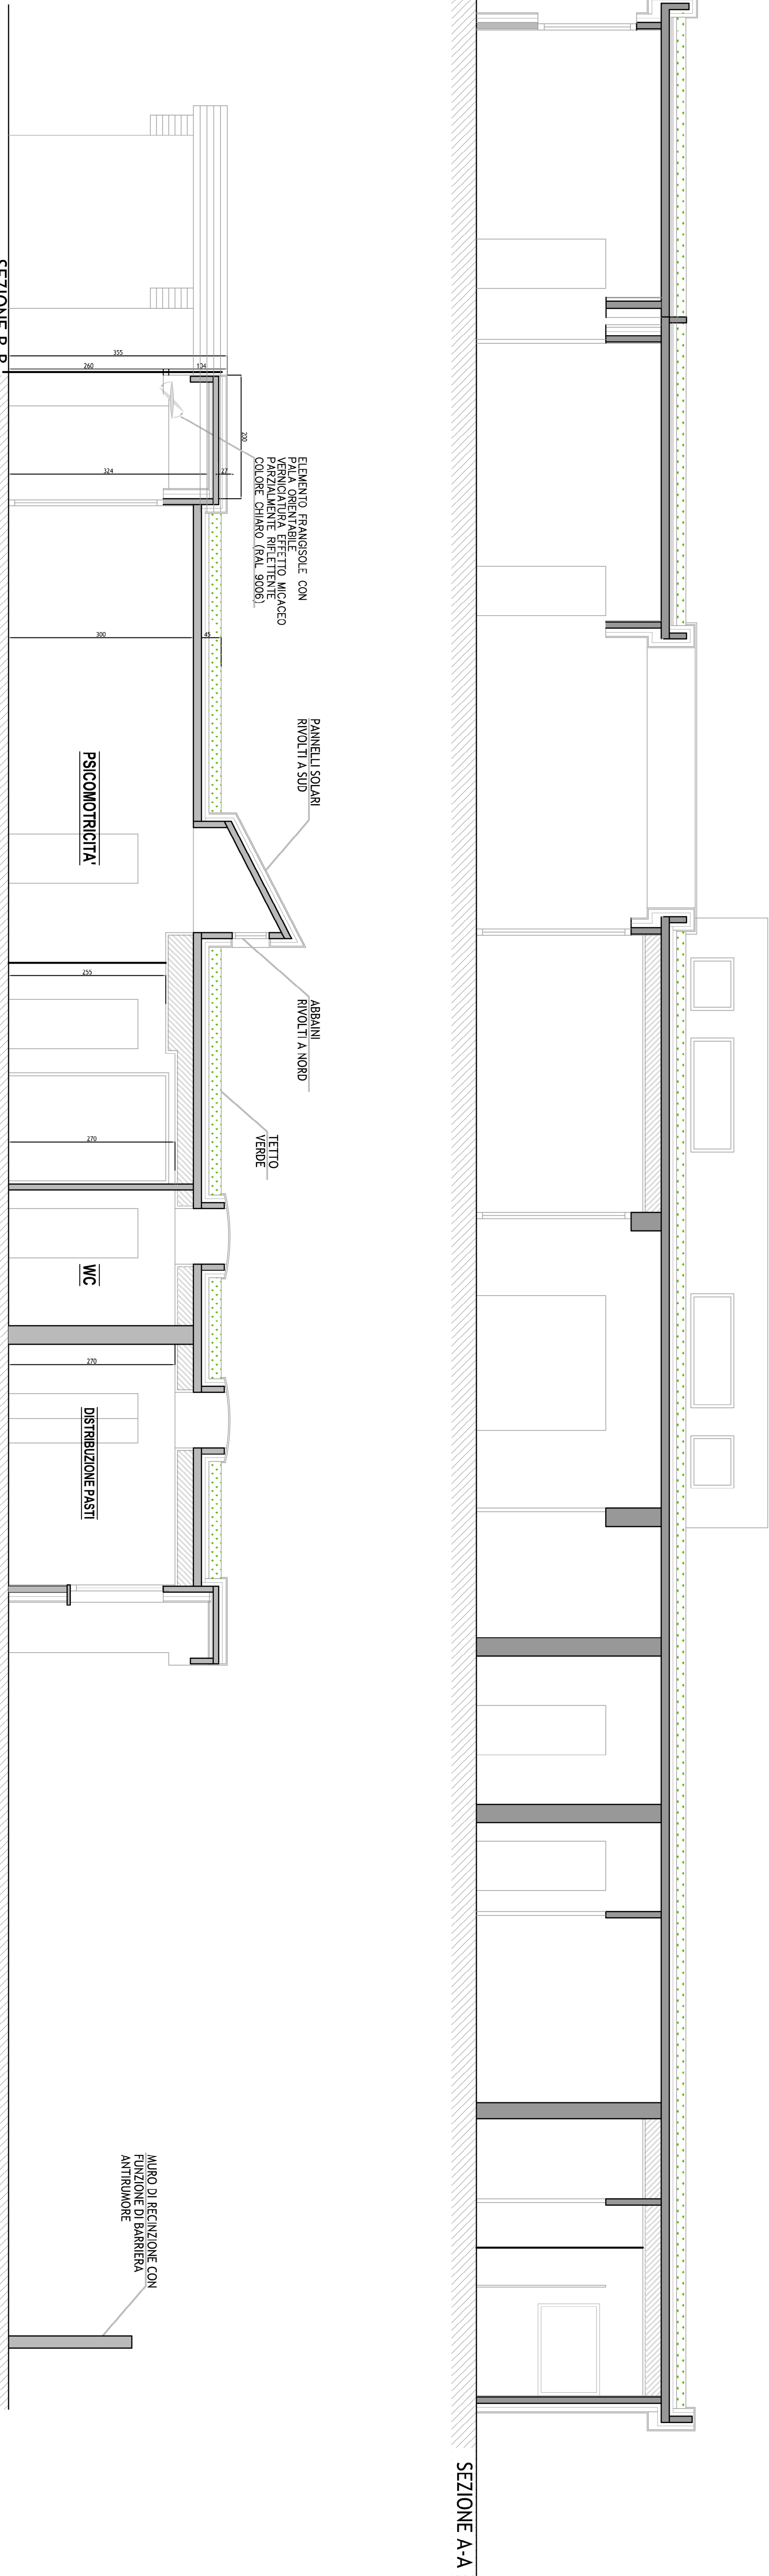 SEZIONE A-A
PANNELLI SOLARI
RIVOLTI A SUD
ABBAINI
RIVOLTI A NORD
TETTO
VERDE
ELEMENTO FRANGISOLE CON
PALA ORIENTABILE
VERNICIATURA EFFETTO MICACEO
PARZIALMENTE RIFLETTENTE
COLORE CHIARO (RAL 9006)
200
355
260
104
324
27
300
45
255
270
270
PSICOMOTRICITA'
WC
DISTRIBUZIONE PASTI
MURO DI RECINZIONE CON
FUNZIONE DI BARRIERA
ANTIRUMORE
SEZIONE B-B